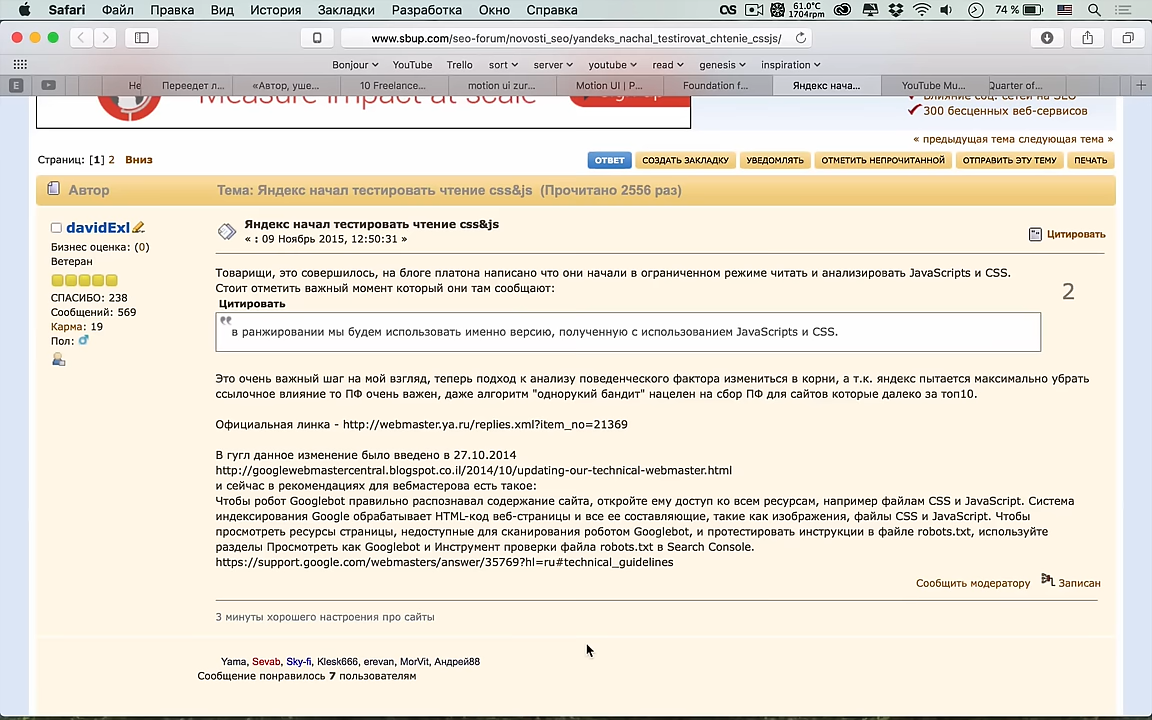 Safari Файл Правка Вид История Закладки Разработка Окно Справка 61.0°C 1704rpm 74 %
www.sbup.com/seo-forum/novosti_seo/yandeks_nachal_testirovat_chtenie_cssjs/
Bonjour YouTube Trello sort server youtube read genesis inspiration
E Не Переедет л... «Автор, уше... 10 Freelance... motion ui zur... Motion UI | P... Foundation f... Яндекс нача... YouTube Mu... Quarter of...
Measure impact at scale
Влияние соц. сетей на SEO
300 бесценных веб-сервисов
« предыдущая тема следующая тема »
Страниц: [1] 2 Вниз
ОТВЕТ СОЗДАТЬ ЗАКЛАДКУ УВЕДОМЛЯТЬ ОТМЕТИТЬ НЕПРОЧИТАННОЙ ОТПРАВИТЬ ЭТУ ТЕМУ ПЕЧАТЬ
Автор Тема: Яндекс начал тестировать чтение css&js (Прочитано 2556 раз)
davidExl
Бизнес оценка: (0)
Ветеран
СПАСИБО: 238
Сообщений: 569
Карма: 19
Пол:
Яндекс начал тестировать чтение css&js
« : 09 Ноябрь 2015, 12:50:31 »
Цитировать
Товарищи, это совершилось, на блоге платона написано что они начали в ограниченном режиме читать и анализировать JavaScripts и CSS.
Стоит отметить важный момент который они там сообщают:
2
Цитировать
в ранжировании мы будем использовать именно версию, полученную с использованием JavaScripts и CSS.
Это очень важный шаг на мой взгляд, теперь подход к анализу поведенческого фактора измениться в корни, а т.к. яндекс пытается максимально убрать
ссылочное влияние то ПФ очень важен, даже алгоритм "однорукий бандит" нацелен на сбор ПФ для сайтов которые далеко за топ10.
Официальная линка - http://webmaster.ya.ru/replies.xml?item_no=21369
В гугл данное изменение было введено в 27.10.2014
http://googlewebmastercentral.blogspot.co.il/2014/10/updating-our-technical-webmaster.html
и сейчас в рекомендациях для вебмастерова есть такое:
Чтобы робот Googlebot правильно распознавал содержание сайта, откройте ему доступ ко всем ресурсам, например файлам CSS и JavaScript. Система
индексирования Google обрабатывает HTML-код веб-страницы и все ее составляющие, такие как изображения, файлы CSS и JavaScript. Чтобы
просмотреть ресурсы страницы, недоступные для сканирования роботом Googlebot, и протестировать инструкции в файле robots.txt, используйте
разделы Просмотреть как Googlebot и Инструмент проверки файла robots.txt в Search Console.
https://support.google.com/webmasters/answer/35769?hl=ru#technical_guidelines
Сообщить модератору Записан
3 минуты хорошего настроения про сайты
Yama, Sevab, Sky-fi, Klesk666, erevan, MorVit, Андрей88
Сообщение понравилось 7 пользователям